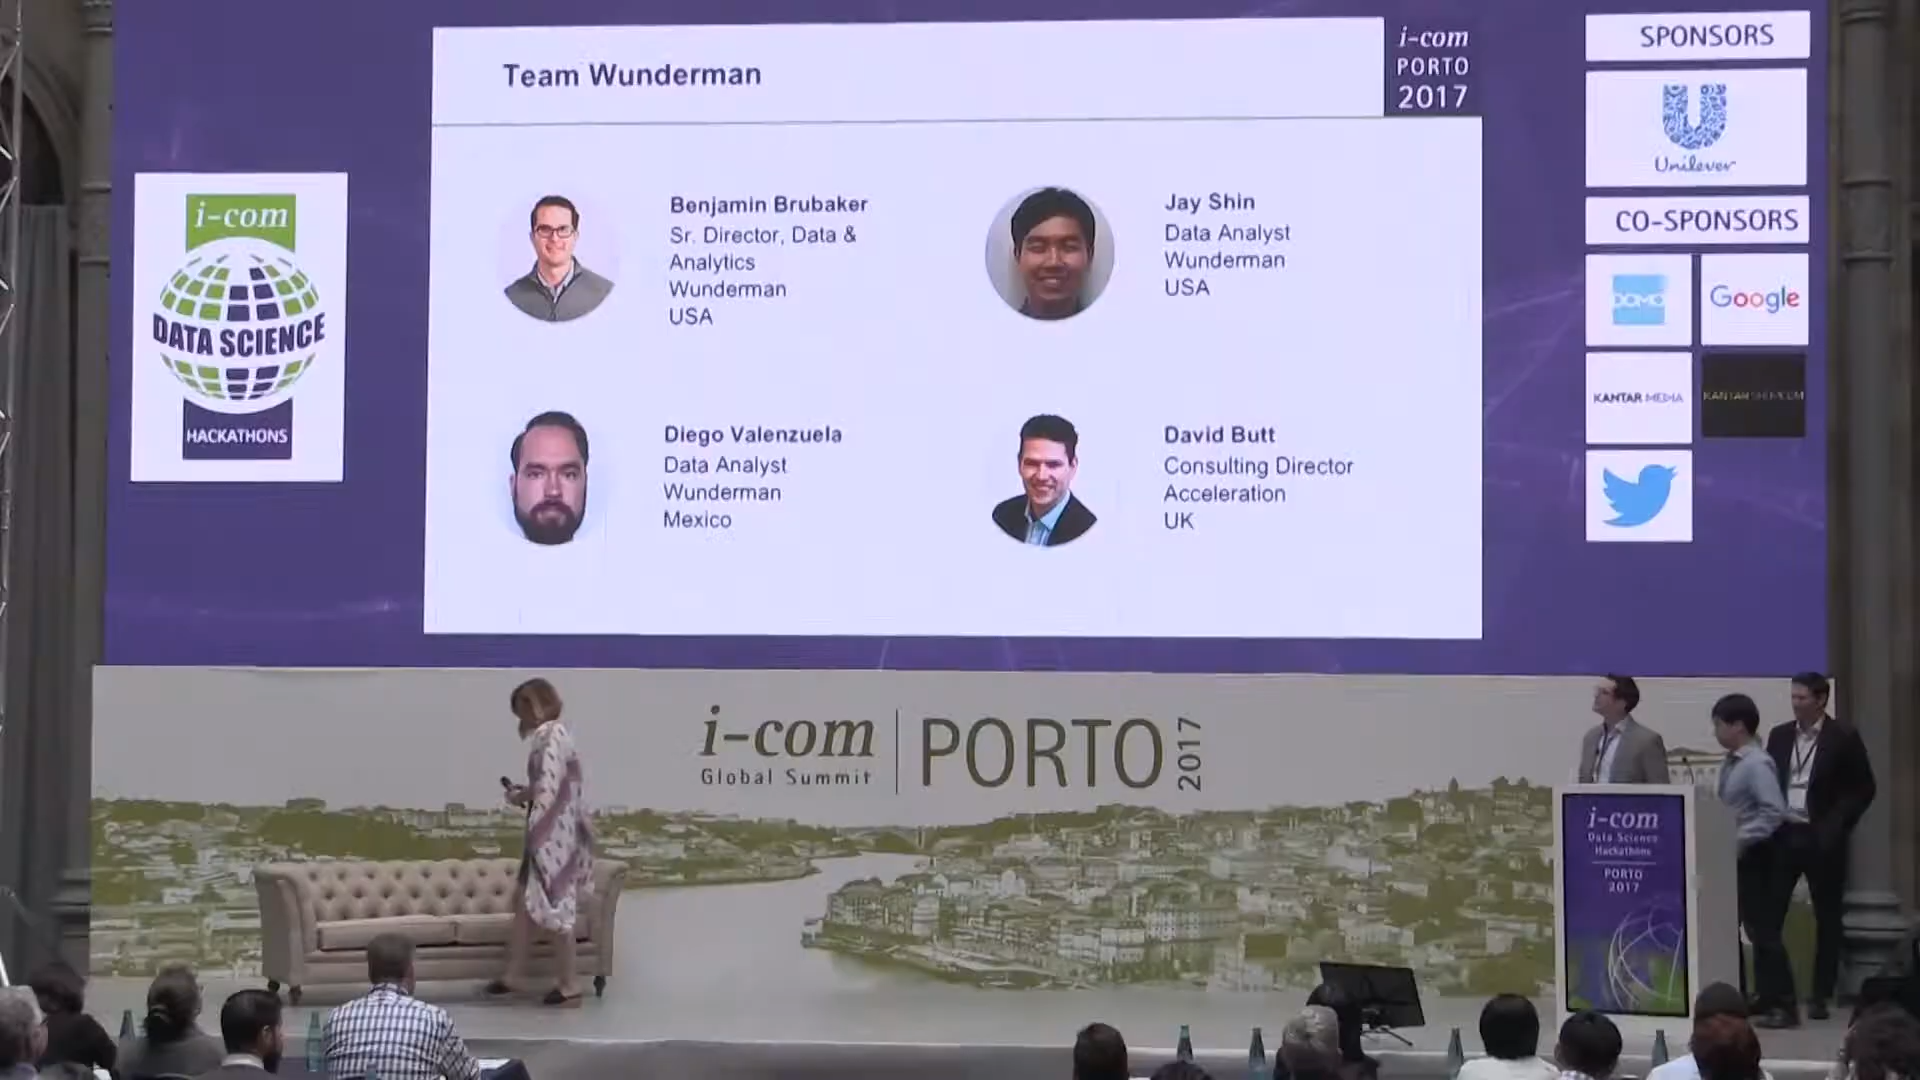 Team Wunderman
i-com
PORTO
2017
Benjamin Brubaker
Sr. Director, Data &
Analytics
Wunderman
USA
Jay Shin
Data Analyst
Wunderman
USA
Diego Valenzuela
Data Analyst
Wunderman
Mexico
David Butt
Consulting Director
Acceleration
UK
i-com
DATA SCIENCE
HACKATHONS
SPONSORS
Unilever
CO-SPONSORS
DOMO
Google
KANTAR MEDIA
KANTAR
i-com
Global Summit
PORTO
2017
i-com
Data Science
Hackathons
PORTO
2017